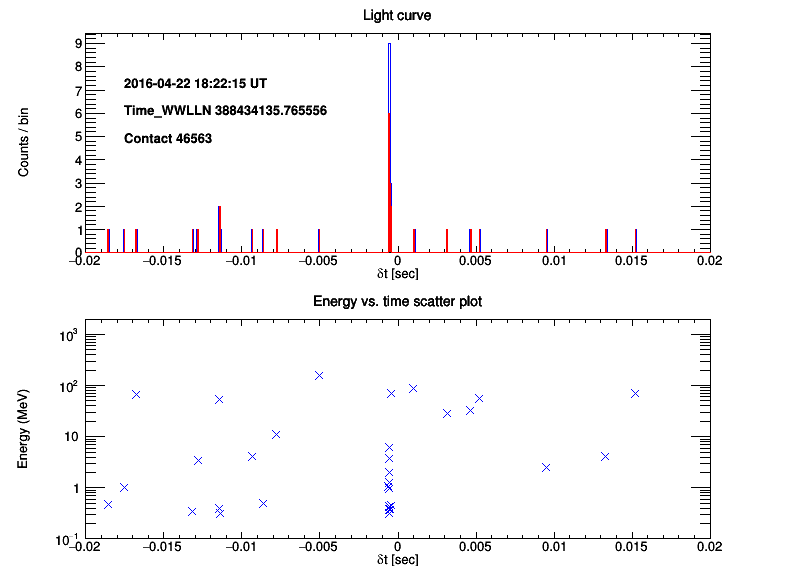 Light curve
Counts / bin
9
8
7
6
5
4
3
2
1
0
2016-04-22 18:22:15 UT
Time_WWLLN 388434135.765556
Contact 46563
−0.02 −0.015 −0.01 −0.005 0 0.005 0.01 0.015 0.02
δt [sec]
Energy vs. time scatter plot
Energy (MeV)
10³
10²
10
1
10⁻¹
−0.02 −0.015 −0.01 −0.005 0 0.005 0.01 0.015 0.02
δt [sec]